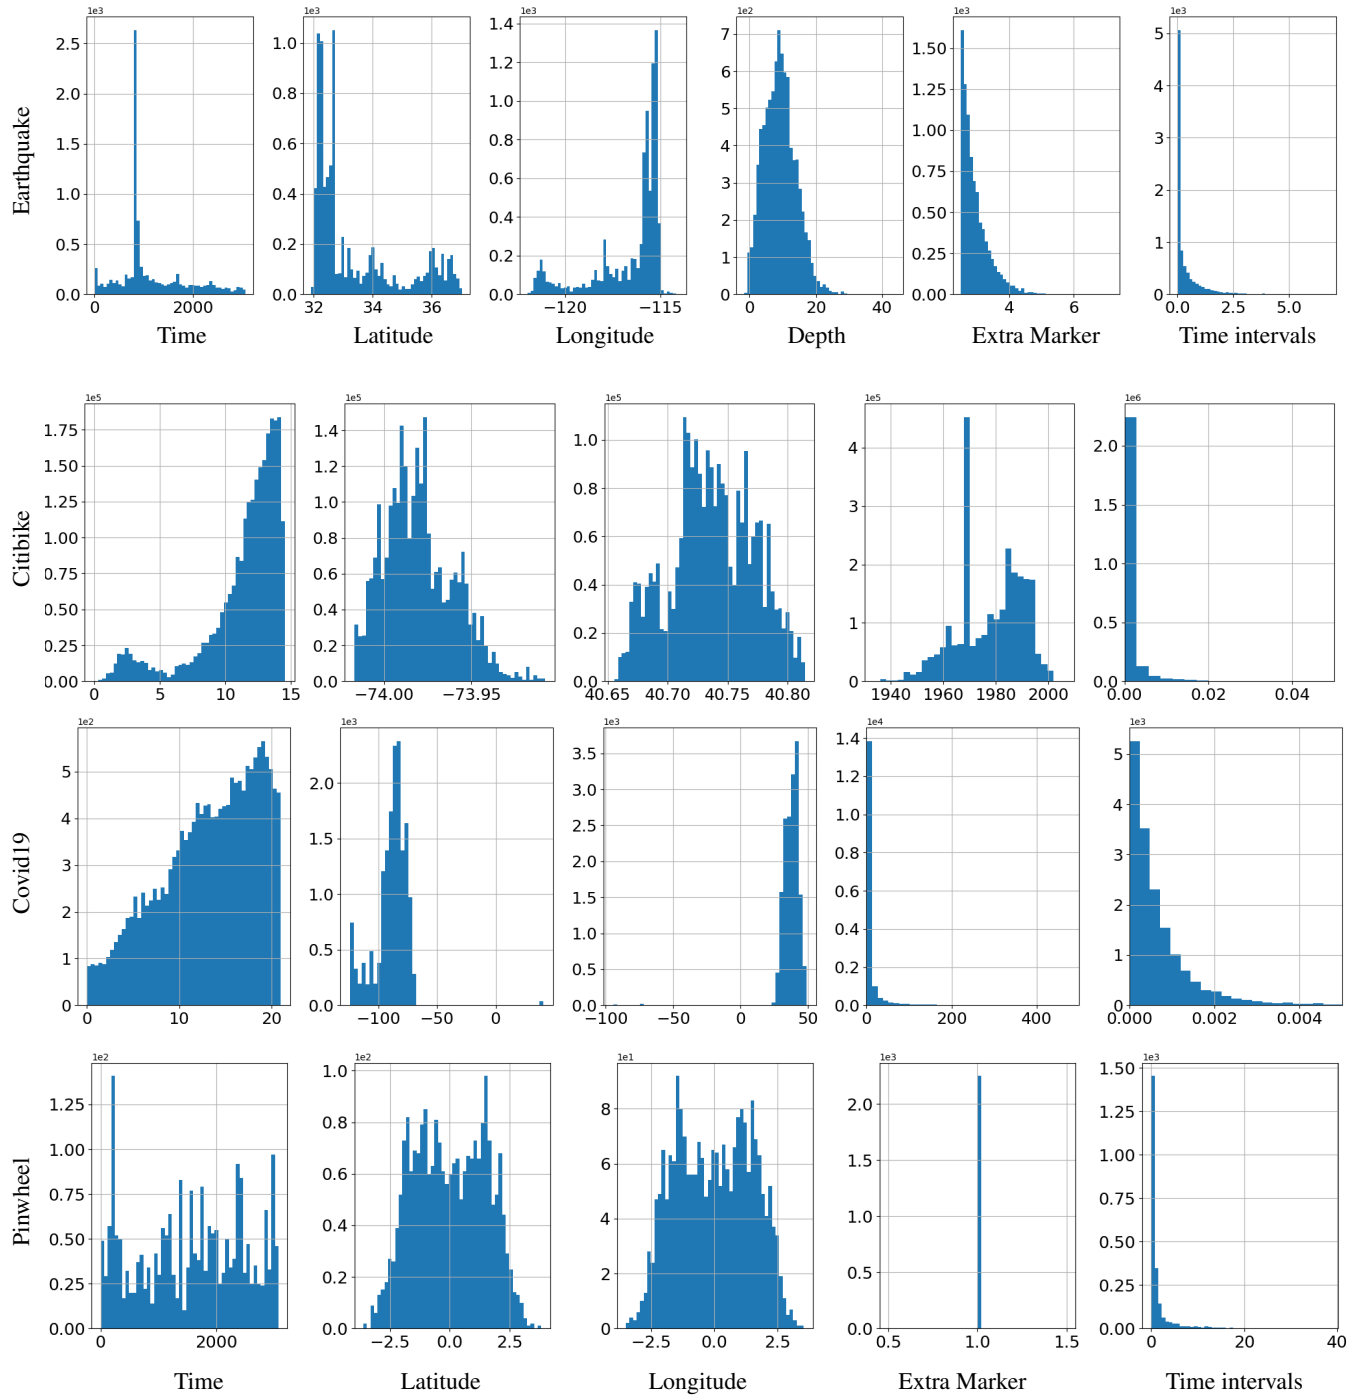 1e3 1e3 1e3 1e2 1e3 1e3
2.5 2.0 1.5 1.0 0.5 0.0
1.0 0.8 0.6 0.4 0.2 0.0
1.4 1.2 1.0 0.8 0.6 0.4 0.2 0.0
7 6 5 4 3 2 1 0
1.50 1.25 1.00 0.75 0.50 0.25 0.00
5 4 3 2 1 0
Earthquake
0 2000 32 34 36 −120 −115 0 20 40 4 6 0.0 2.5 5.0
Time Latitude Longitude Depth Extra Marker Time intervals
1e5 1e5 1e5 1e5 1e6
1.75 1.50 1.25 1.00 0.75 0.50 0.25 0.00
1.4 1.2 1.0 0.8 0.6 0.4 0.2 0.0
1.0 0.8 0.6 0.4 0.2 0.0
4 3 2 1 0
2.0 1.5 1.0 0.5 0.0
Citibike
0 5 10 15 −74.00 −73.95 40.65 40.70 40.75 40.80 1940 1960 1980 2000 0.00 0.02 0.04
1e2 1e3 1e3 1e4 1e3
5 4 3 2 1 0
2.0 1.5 1.0 0.5 0.0
3.5 3.0 2.5 2.0 1.5 1.0 0.5 0.0
1.4 1.2 1.0 0.8 0.6 0.4 0.2 0.0
5 4 3 2 1 0
Covid19
0 10 20 −100 −50 0 −100 −50 0 50 0 200 400 0.000 0.002 0.004
1e2 1e2 1e1 1e3 1e3
1.25 1.00 0.75 0.50 0.25 0.00
1.0 0.8 0.6 0.4 0.2 0.0
8 6 4 2 0
2.0 1.5 1.0 0.5 0.0
1.50 1.25 1.00 0.75 0.50 0.25 0.00
Pinwheel
0 2000 −2.5 0.0 2.5 −2.5 0.0 2.5 0.5 1.0 1.5 0 20 40
Time Latitude Longitude Extra Marker Time intervals